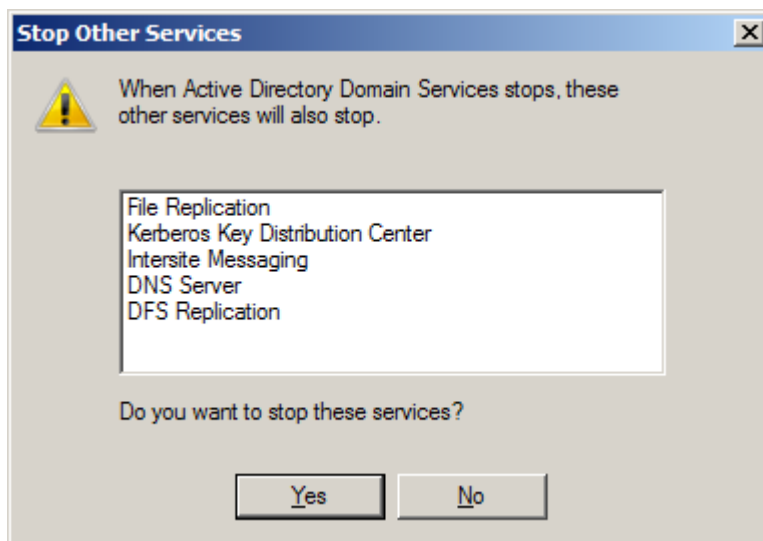 Stop Other Services
When Active Directory Domain Services stops, these
other services will also stop.
File Replication
Kerberos Key Distribution Center
Intersite Messaging
DNS Server
DFS Replication
Do you want to stop these services?
Yes
No